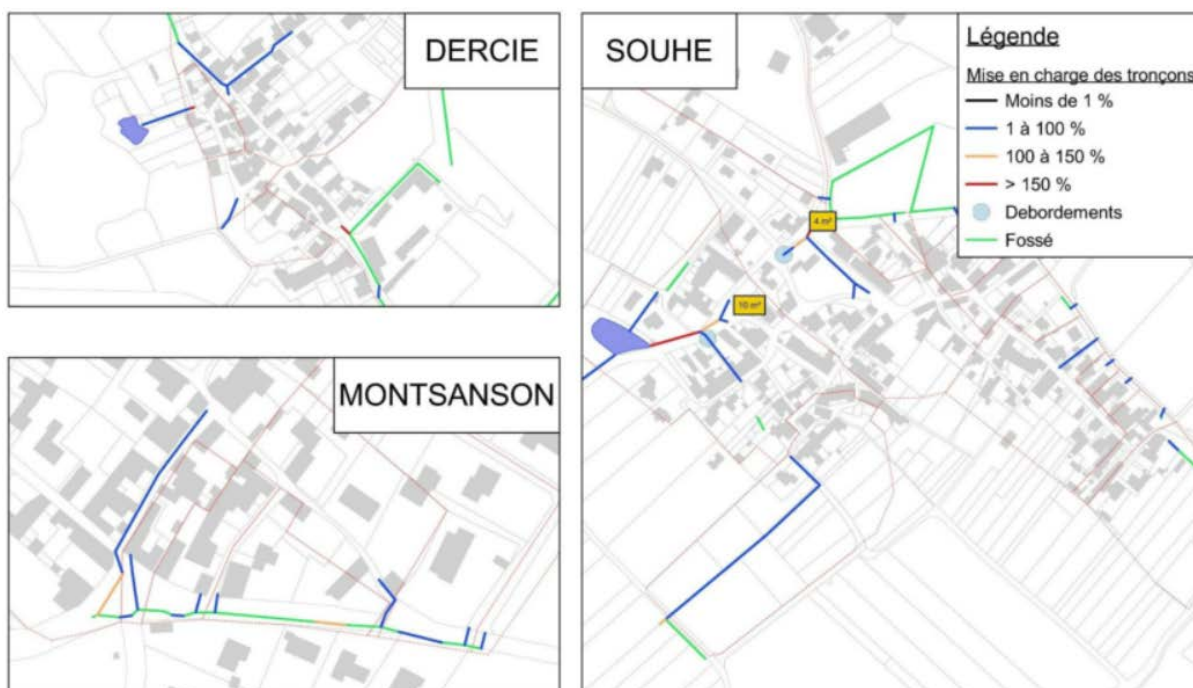 DERCIE
SOUHE
Légende
Mise en charge des tronçons
Moins de 1 %
1 à 100 %
100 à 150 %
> 150 %
Debordements
Fossé
4 m³
10 m³
MONTSANSON